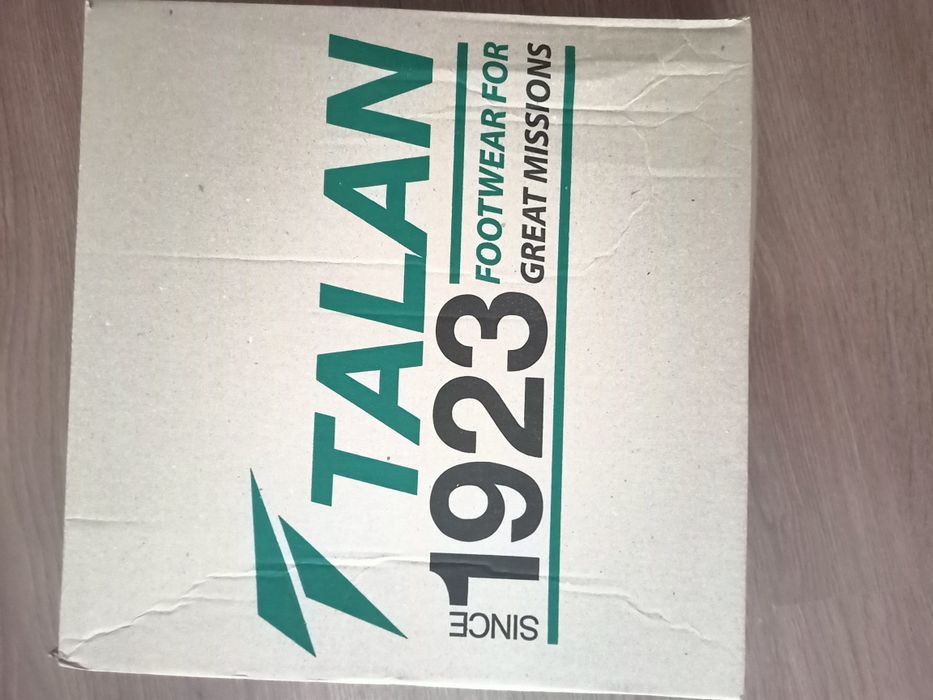 TALAN
SINCE 1923
FOOTWEAR FOR
GREAT MISSIONS